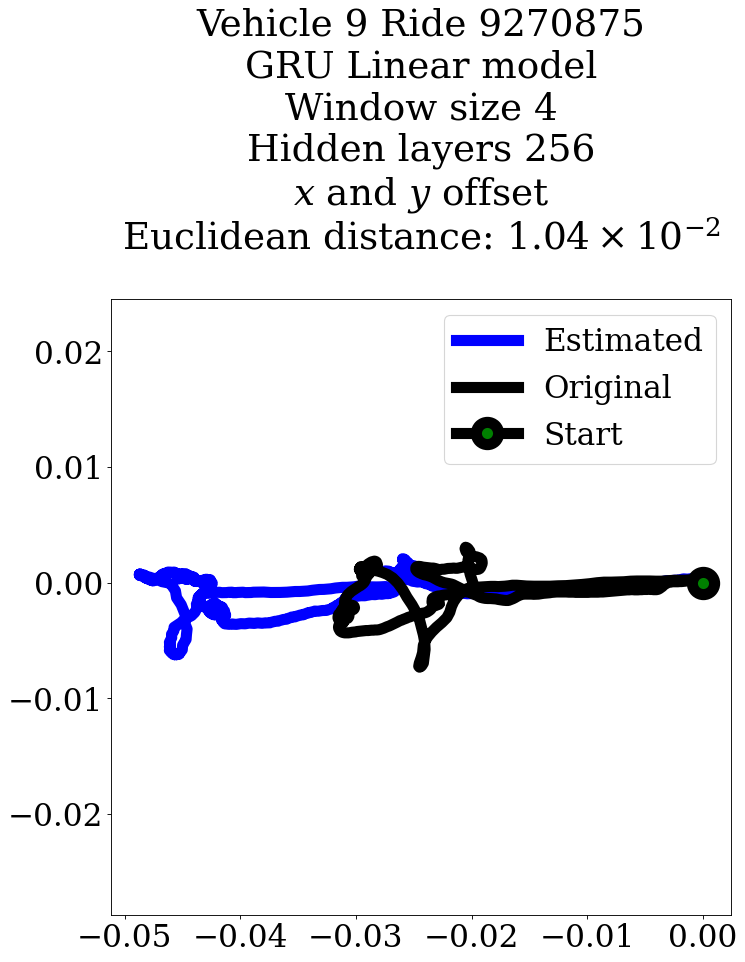 Vehicle 9 Ride 9270875
GRU Linear model
Window size 4
Hidden layers 256
x and y offset
Euclidean distance: 1.04 × 10⁻²
Estimated
Original
Start
0.02
0.01
0.00
−0.01
−0.02
−0.05 −0.04 −0.03 −0.02 −0.01 0.00